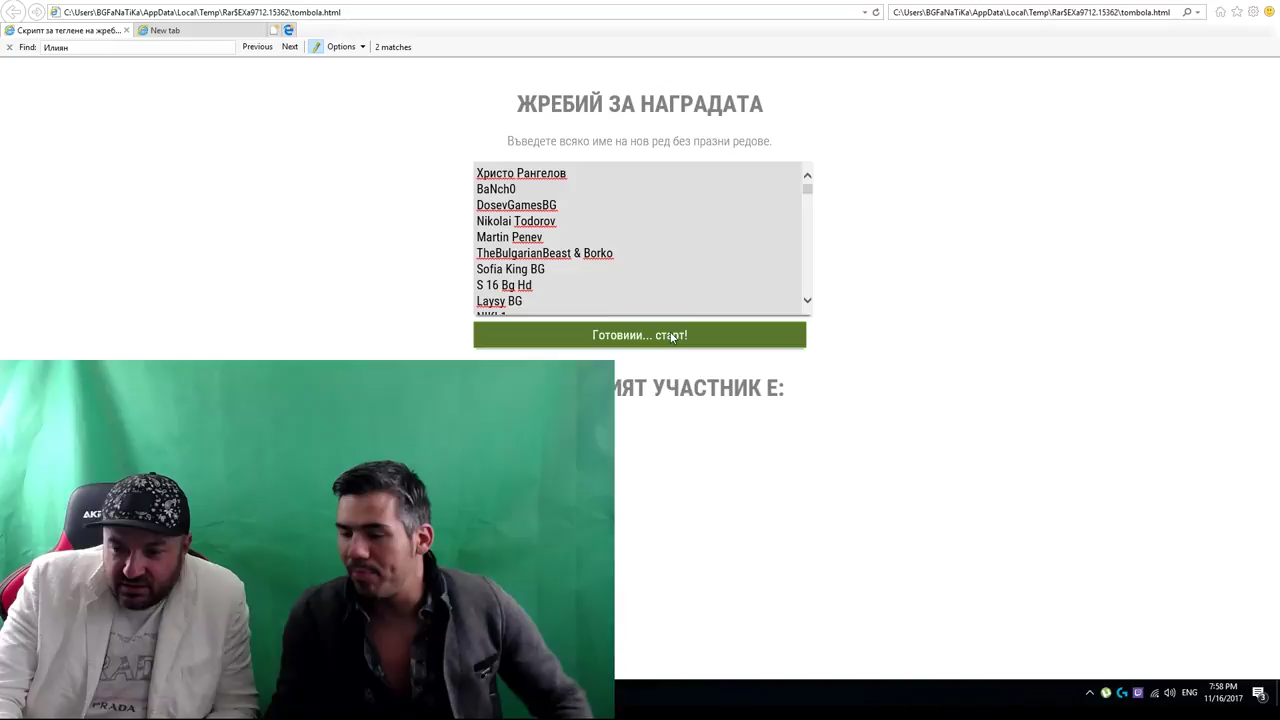 C:\Users\BGFaNaTiKa\AppData\Local\Temp\Rar$EXa9712.15362\tombola.html
C:\Users\BGFaNaTiKa\AppData\Local\Temp\Rar$EXa9712.15362\tombola.html
Скрипт за теглене на жреб...
New tab
Find:
Илиян
Previous
Next
Options
2 matches
ЖРЕБИЙ ЗА НАГРАДАТА
Въведете всяко име на нов ред без празни редове.
Христо Рангелов
BaNch0
DosevGamesBG
Nikolai Todorov
Martin Penev
TheBulgarianBeast & Borko
Sofia King BG
S 16 Bg Hd
Laysy BG
Готовиии... старт!
ИЯТ УЧАСТНИК Е:
PRADA
ENG
7:58 PM
11/16/2017
3